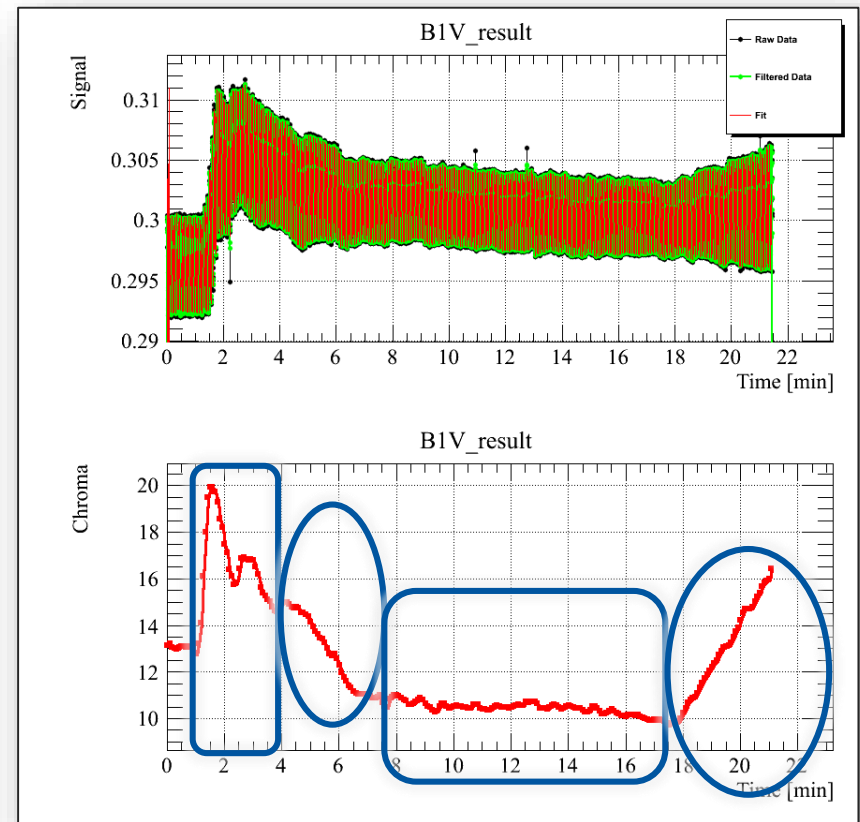 B1V_result
Signal
Raw Data
Filtered Data
Fit
0.31
0.305
0.3
0.295
0.29
0 2 4 6 8 10 12 14 16 18 20 22
Time [min]
B1V_result
Chroma
20
18
16
14
12
10
0 2 4 6 8 10 12 14 16 18 20 22
Time [min]